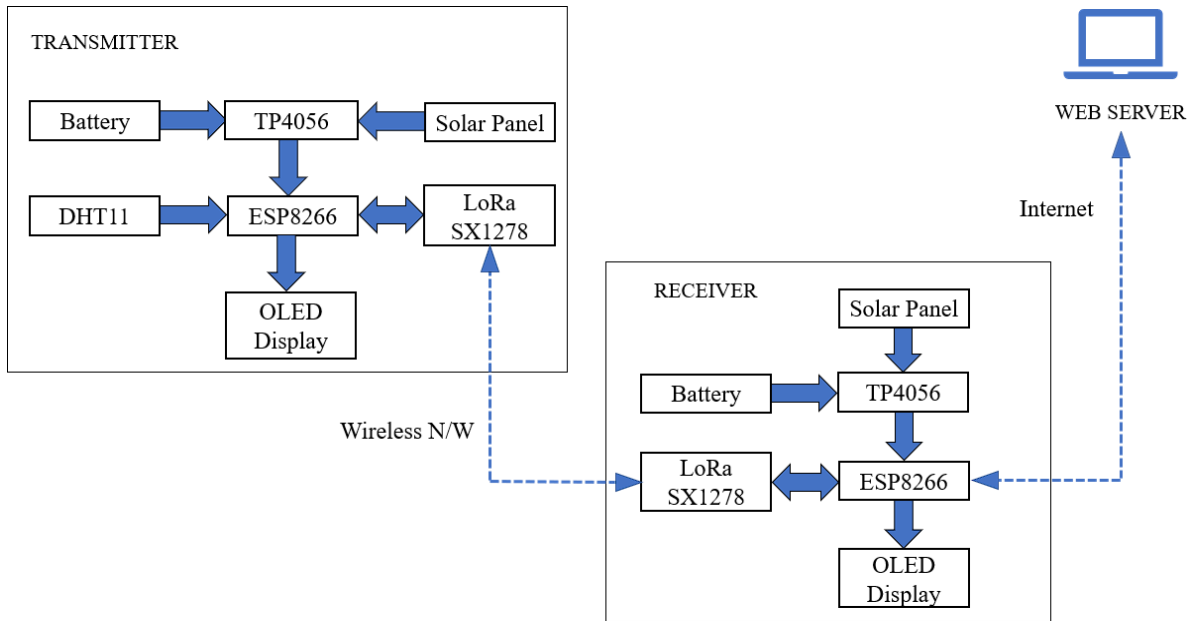 TRANSMITTER
Battery
TP4056
Solar Panel
DHT11
ESP8266
LoRa
SX1278
OLED
Display
WEB SERVER
Internet
Wireless N/W
RECEIVER
Solar Panel
Battery
TP4056
LoRa
SX1278
ESP8266
OLED
Display